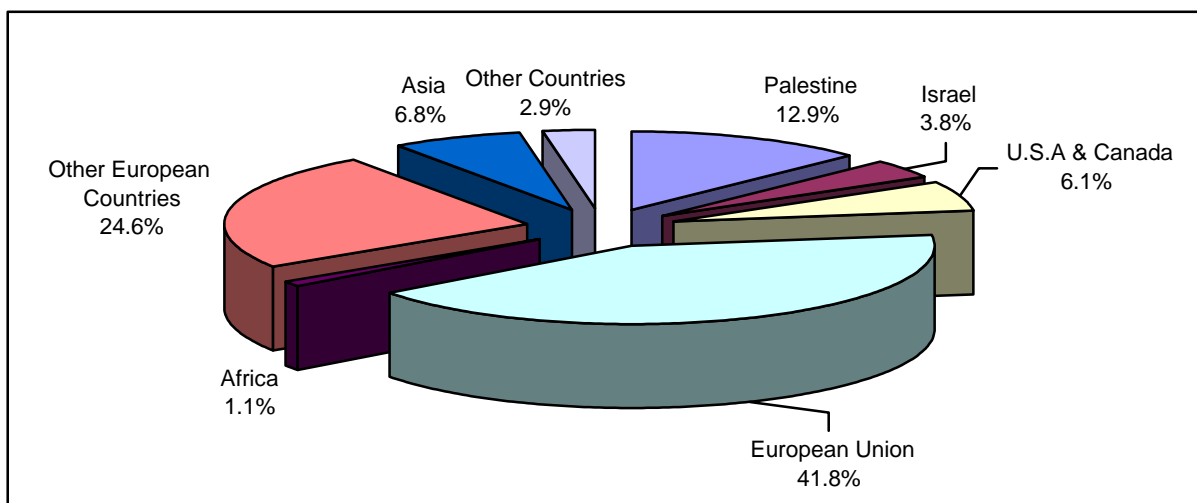 Other Countries
2.9%
Palestine
12.9%
Asia
6.8%
Israel
3.8%
U.S.A & Canada
6.1%
Other European
Countries
24.6%
Africa
1.1%
European Union
41.8%